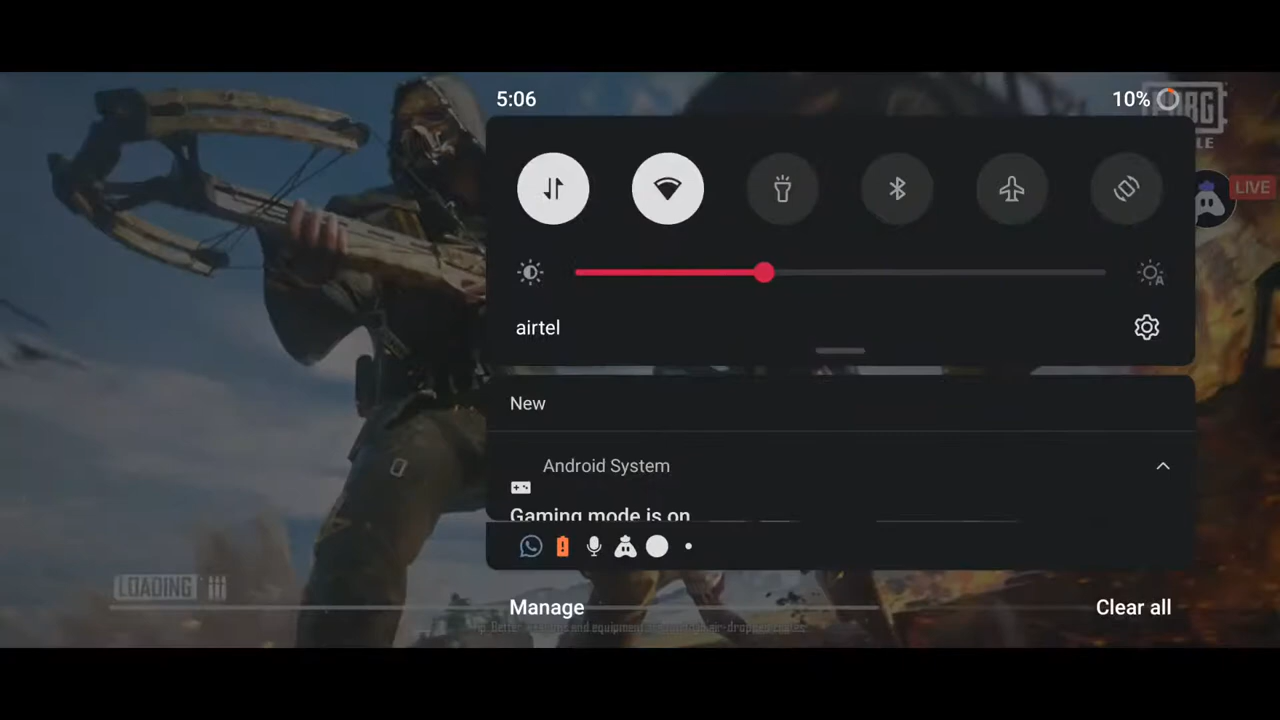 5:06
10%
LIVE
airtel
New
Android System
Gaming mode is on
LOADING
Manage
Clear all